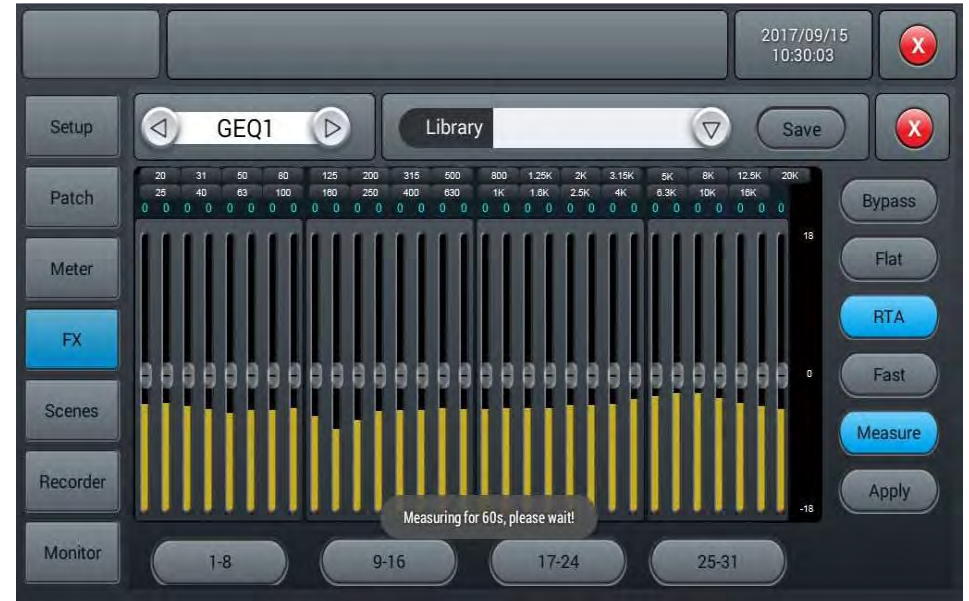 2017/09/15
10:30:03
X
Setup
GEQ1
Library
Save
X
20 31 50 80 125 200 315 500 800 1.25K 2K 3.15K 5K 8K 12.5K 20K
25 40 63 100 160 250 400 630 1K 1.6K 2.5K 4K 6.3K 10K 16K
0 0 0 0 0 0 0 0 0 0 0 0 0 0 0 0 0 0 0 0 0 0 0 0 0 0 0 0 0 0 0
Patch
Bypass
18
Meter
Flat
RTA
FX
0
Fast
Scenes
Measure
Recorder
Apply
-18
Measuring for 60s, please wait!
Monitor
1-8
9-16
17-24
25-31